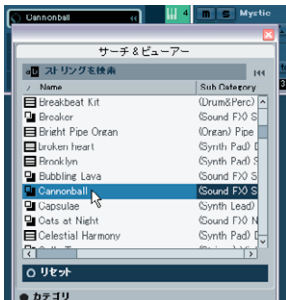 Cannonball «
4 m S Mystic
サーチ & ビューアー
ストリングを検索
/ Name Sub Category
Breakbeat Kit (Drum&Perc)
Breaker (Sound FX) S
Bright Pipe Organ (Organ) Pipe
broken heart (Synth Pad)
Brooklyn (Synth Pad) S
Bubbling Lava (Sound FX) S
Cannonball (Sound FX) S
Capsulae (Synth Lead)
Cats at Night (Sound FX) N
Celestial Harmony (Synth Pad)
リセット
カテゴリ